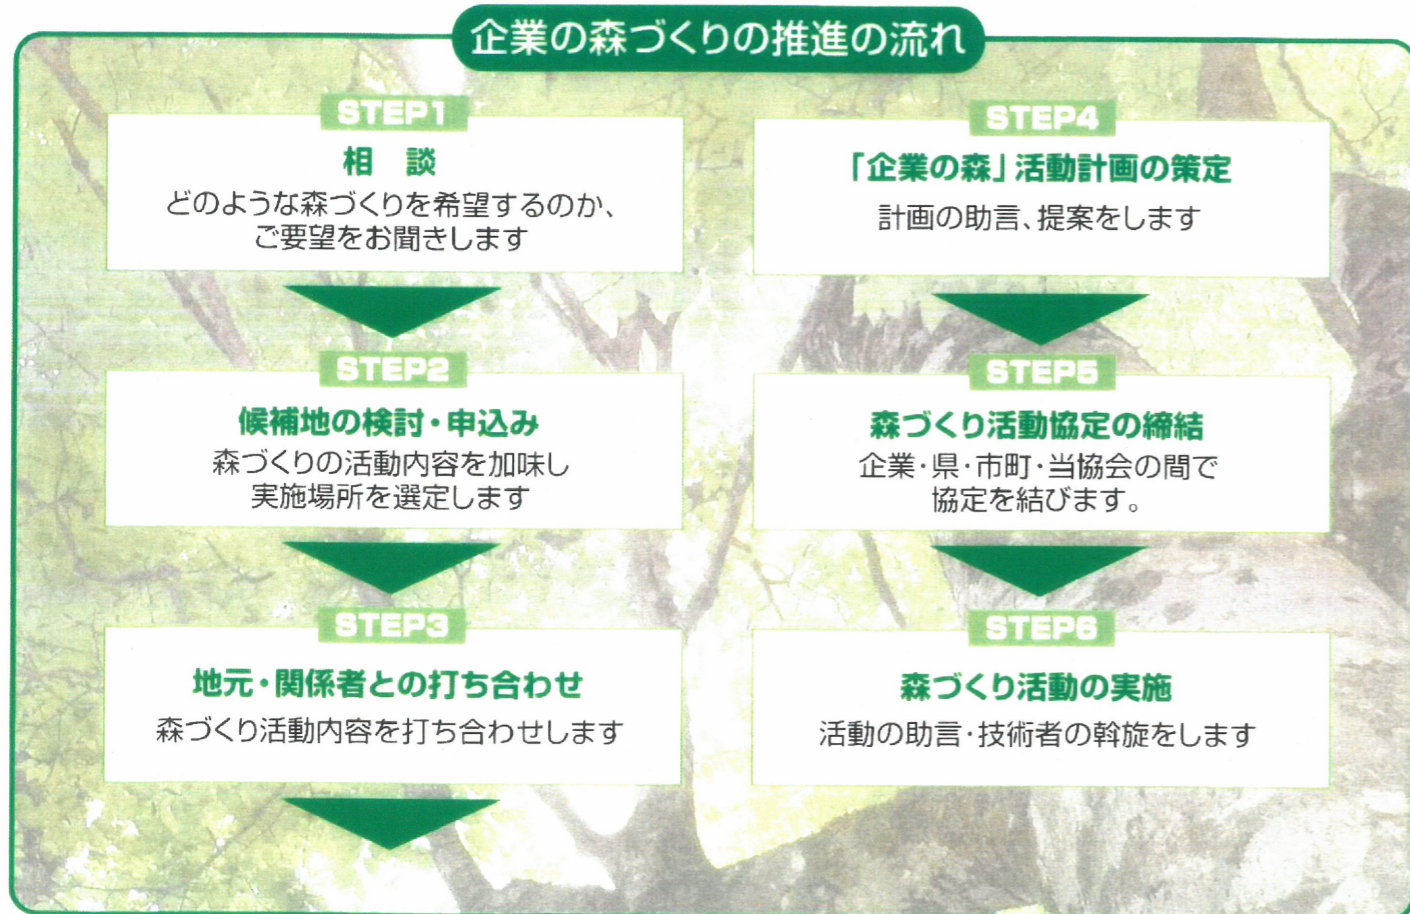 企業の森づくりの推進の流れ
STEP1
相 談
どのような森づくりを希望するのか、
ご要望をお聞きします
STEP2
候補地の検討・申込み
森づくりの活動内容を加味し
実施場所を選定します
STEP3
地元・関係者との打ち合わせ
森づくり活動内容を打ち合わせします
STEP4
「企業の森」活動計画の策定
計画の助言、提案をします
STEP5
森づくり活動協定の締結
企業・県・市町・当協会の間で
協定を結びます。
STEP6
森づくり活動の実施
活動の助言・技術者の斡旋をします